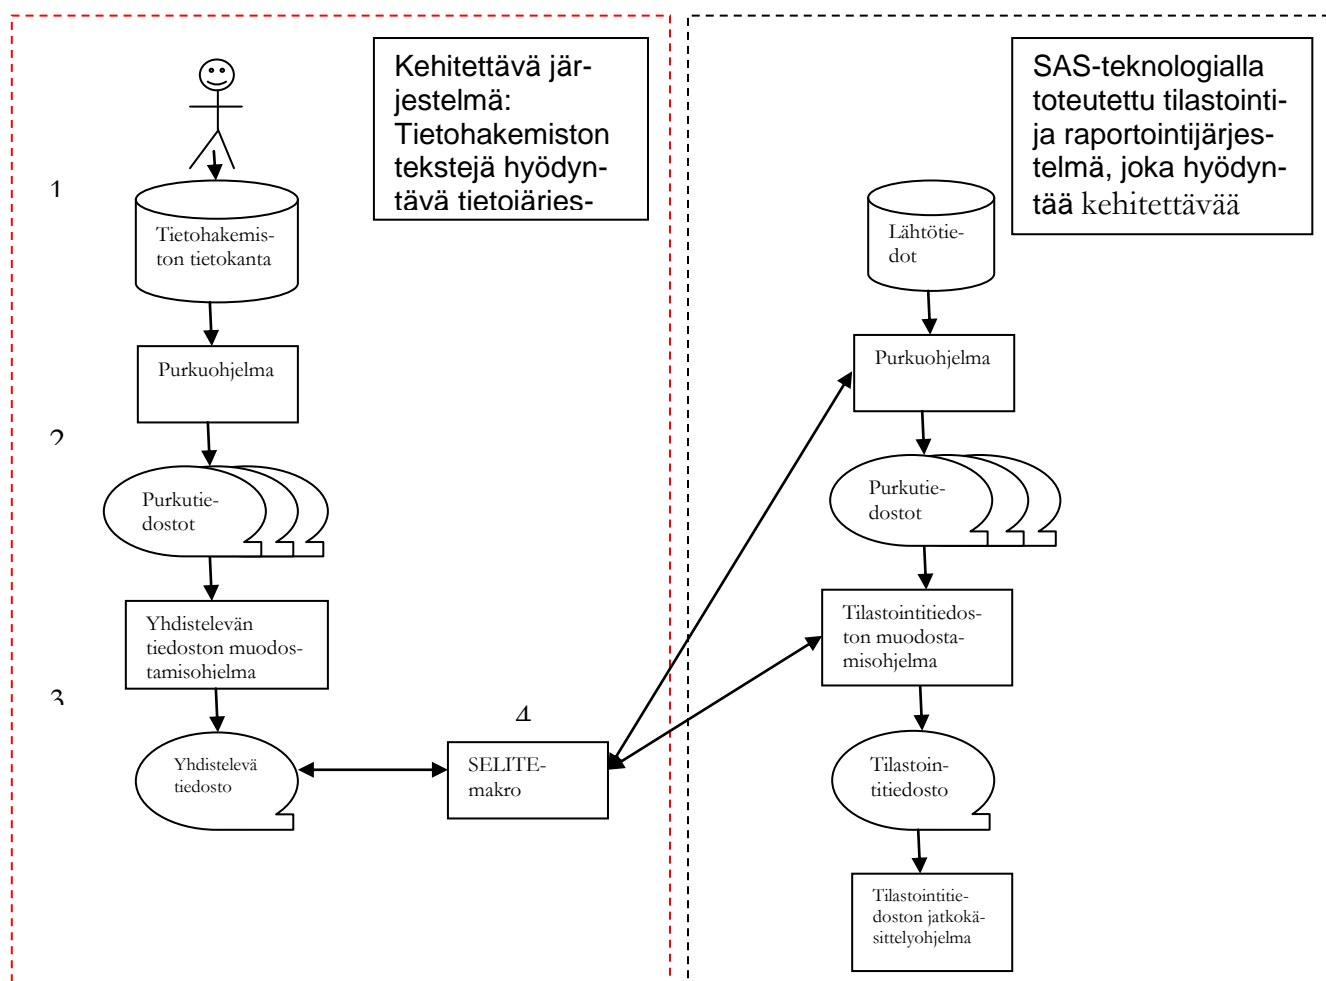 Kehitettävä jär-
jestelmä:
Tietohakemiston
tekstejä hyödyn-
tävä tietojärjes-
1
Tietohakemis-
ton tietokanta
Purkuohjelma
2
Purkutie-
dostot
Yhdistelevän
tiedoston muodos-
tamisohjelma
3
Yhdistelevä
tiedosto
4
SELITE-
makro
SAS-teknologialla
toteutettu tilastointi-
ja raportointijärjes-
telmä, joka hyödyn-
tää kehitettävää
Lähtötie-
dot
Purkuohjelma
Purkutie-
dostot
Tilastointitiedos-
ton muodosta-
misohjelma
Tilastoin-
titiedosto
Tilastointitie-
doston jatkokä-
sittelyohjelma